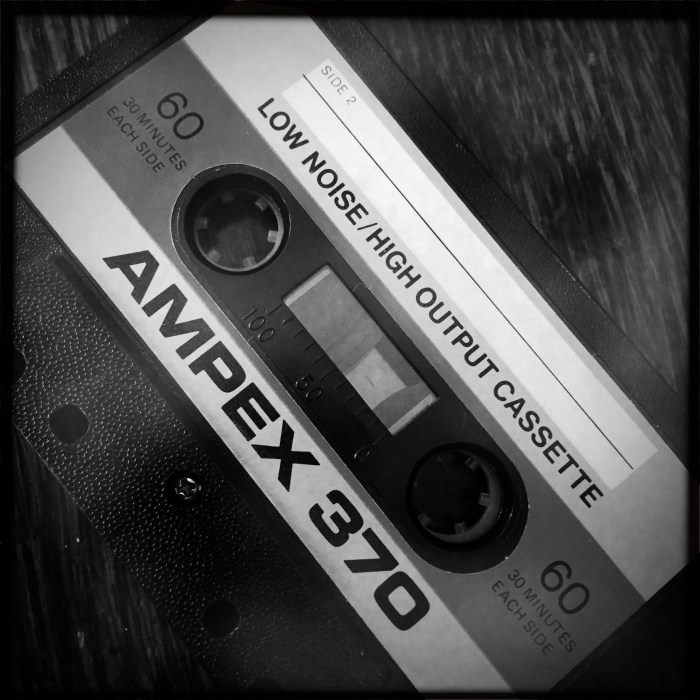 SIDE 2
LOW NOISE/HIGH OUTPUT CASSETTE
60
30 MINUTES
EACH SIDE
100
50
0
60
30 MINUTES
EACH SIDE
AMPEX 370